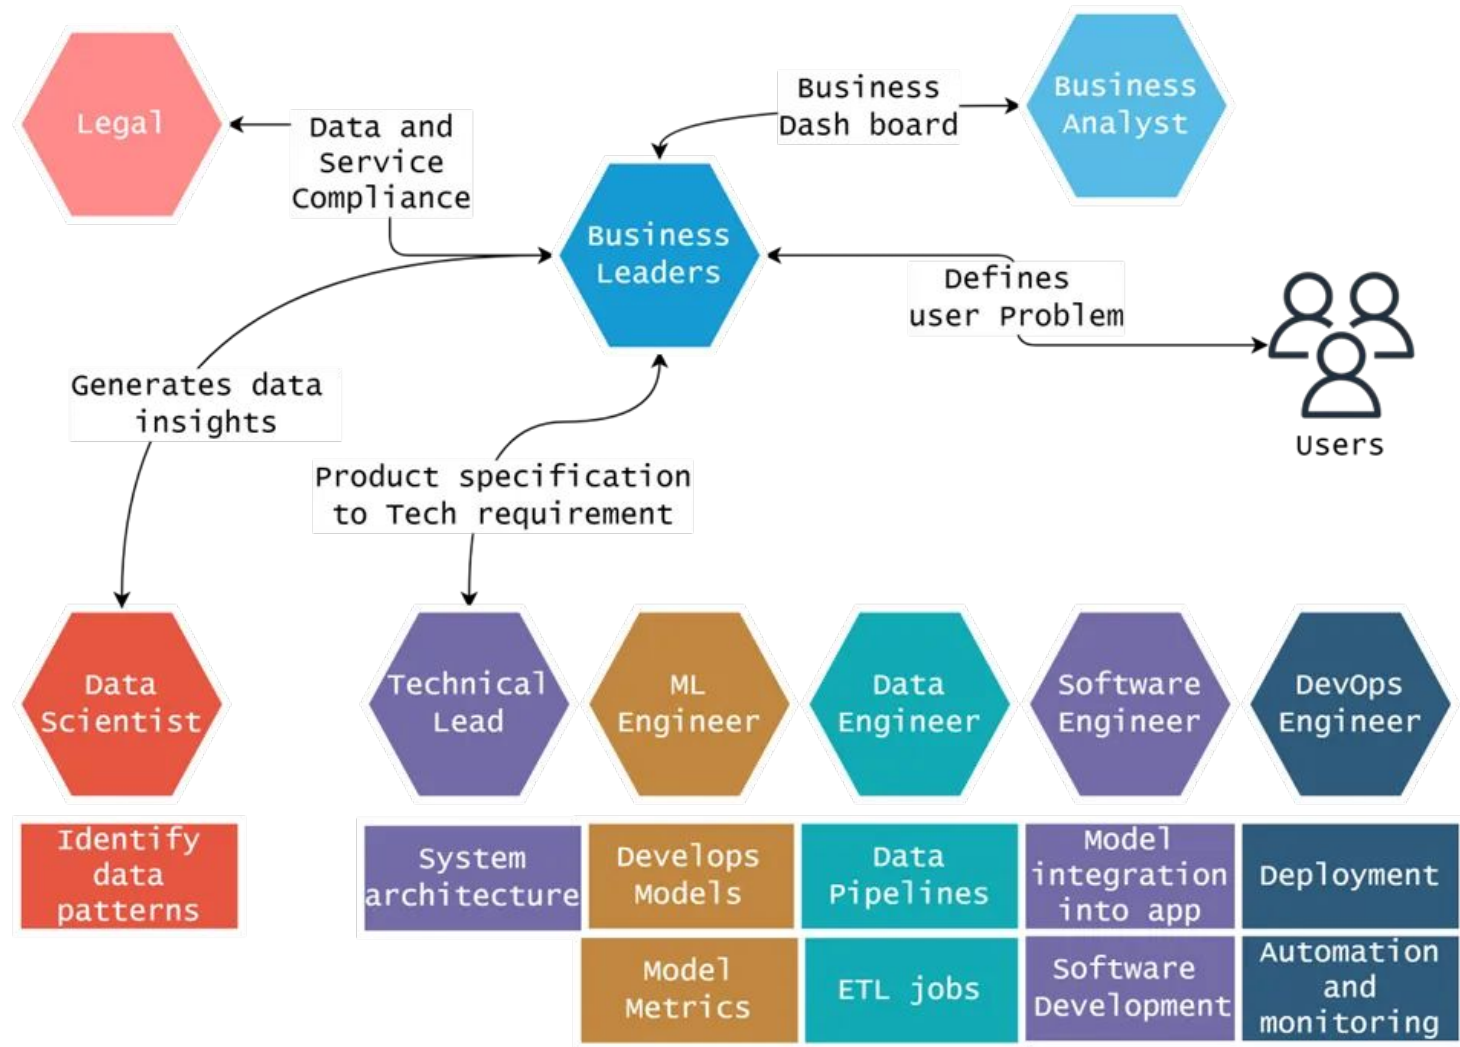 Legal
Data and
Service
Compliance
Business
Dash board
Business
Analyst
Business
Leaders
Defines
user Problem
Users
Generates data
insights
Product specification
to Tech requirement
Data
Scientist
Technical
Lead
ML
Engineer
Data
Engineer
Software
Engineer
DevOps
Engineer
Identify
data
patterns
System
architecture
Develops
Models
Data
Pipelines
Model
integration
into app
Deployment
Model
Metrics
ETL jobs
Software
Development
Automation
and
monitoring